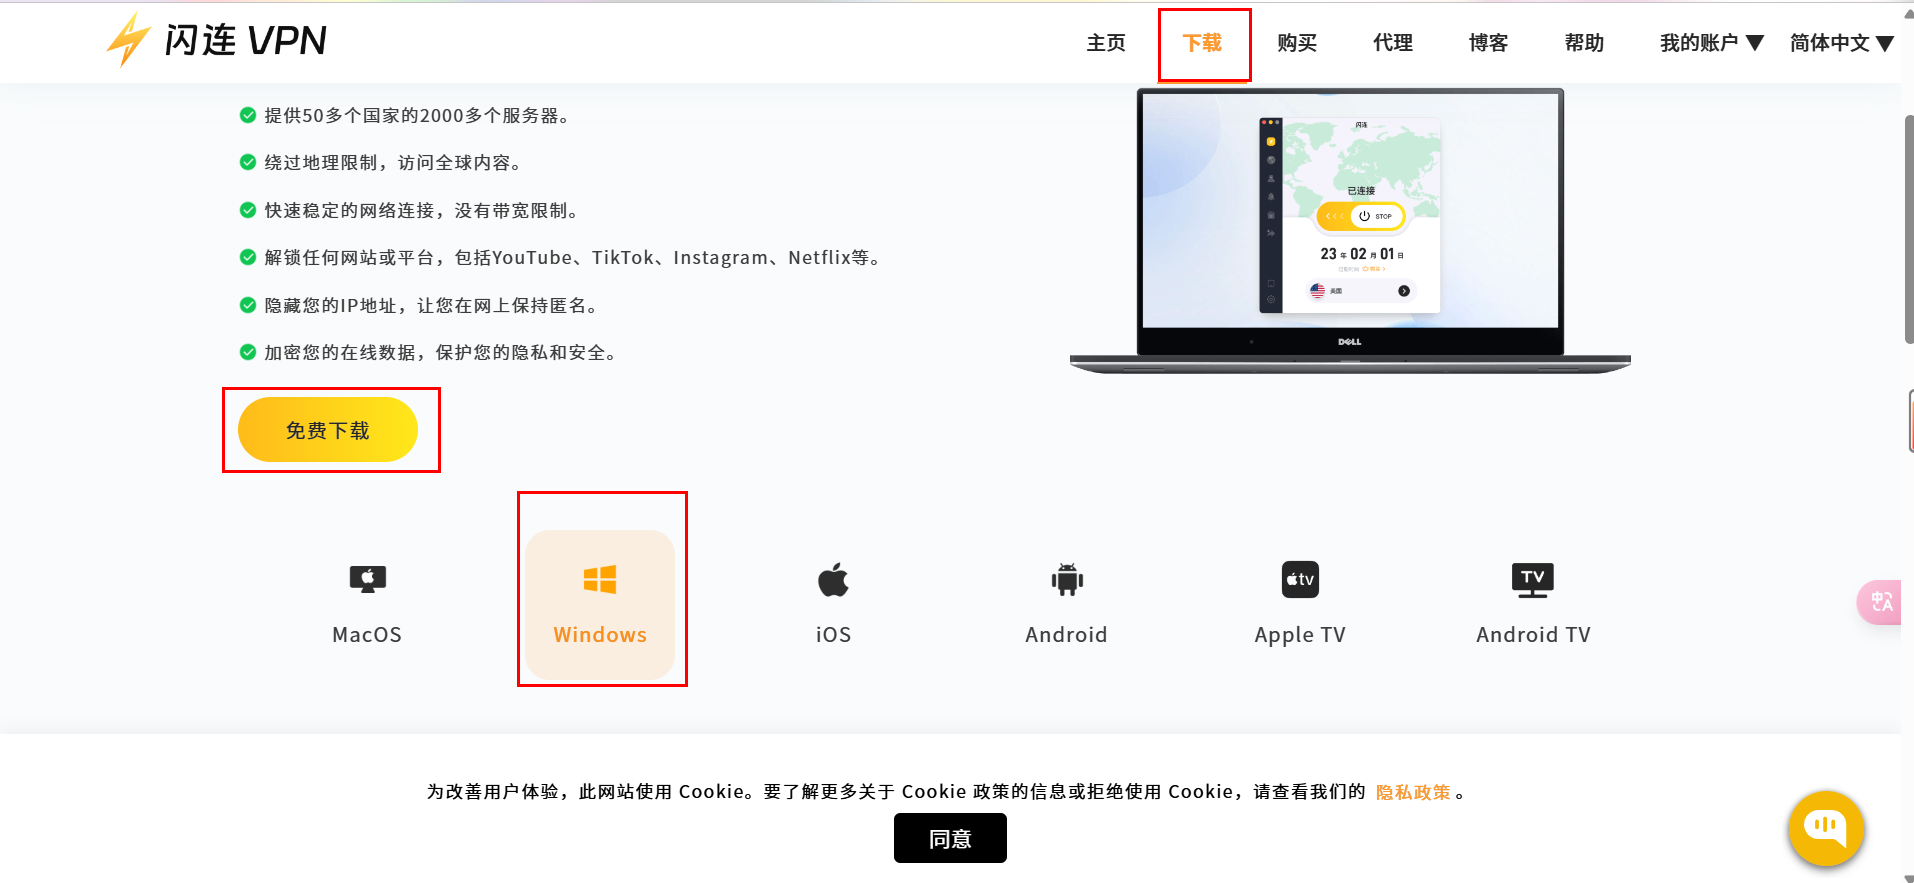 闪连 VPN
主页 下载 购买 代理 博客 帮助 我的账户 简体中文
提供50多个国家的2000多个服务器。
绕过地理限制，访问全球内容。
快速稳定的网络连接，没有带宽限制。
解锁任何网站或平台，包括YouTube、TikTok、Instagram、Netflix等。
隐藏您的IP地址，让您在网上保持匿名。
加密您的在线数据，保护您的隐私和安全。
免费下载
闪连
已连接
STOP
23 年 02 月 01 日
美国
DELL
tv
TV
MacOS Windows iOS Android Apple TV Android TV
中A
为改善用户体验，此网站使用 Cookie。要了解更多关于 Cookie 政策的信息或拒绝使用 Cookie，请查看我们的 隐私政策。
同意